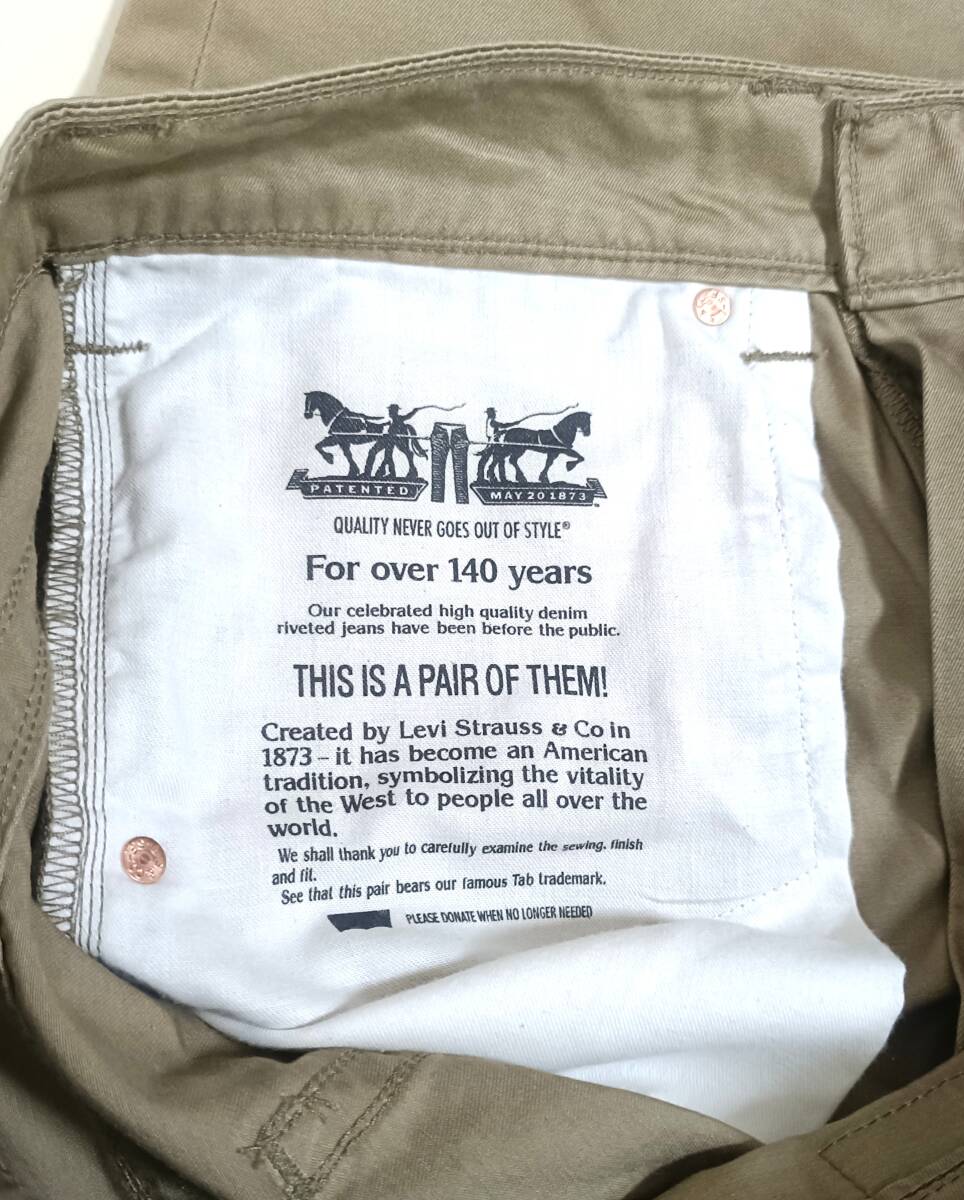 PATENTED
MAY 20 1873
QUALITY NEVER GOES OUT OF STYLE®
For over 140 years
Our celebrated high quality denim
riveted jeans have been before the public.
THIS IS A PAIR OF THEM!
Created by Levi Strauss & Co in
1873 – it has become an American
tradition, symbolizing the vitality
of the West to people all over the
world.
We shall thank you to carefully examine the sewing, finish
and fit.
See that this pair bears our famous Tab trademark.
PLEASE DONATE WHEN NO LONGER NEEDED